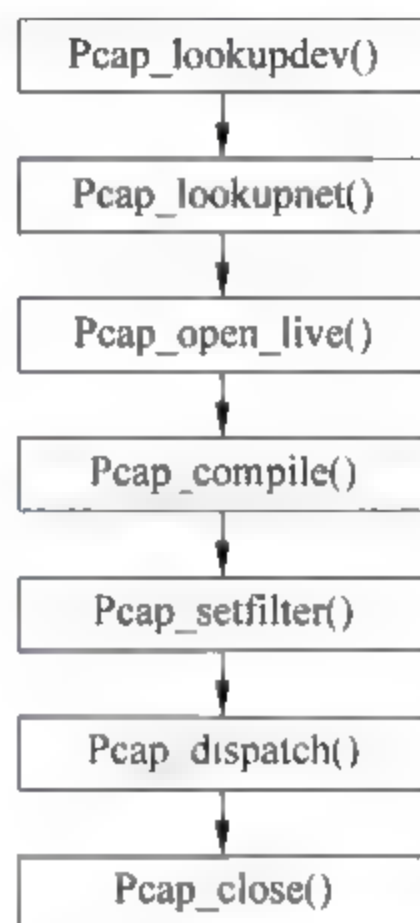 Pcap_lookupdev()
Pcap_lookupnet()
Pcap_open_live()
Pcap_compile()
Pcap_setfilter()
Pcap dispatch()
Pcap_close()